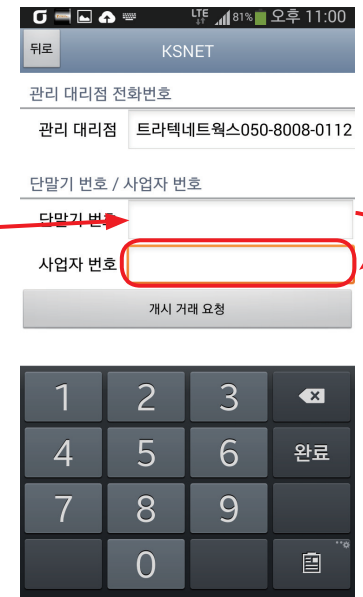 LTE 81% 오후 11:00
뒤로 KSNET
관리 대리점 전화번호
관리 대리점 트라텍네트웍스050-8008-0112
단말기 번호 / 사업자 번호
단말기 번호
사업자 번호
개시 거래 요청
1 2 3
4 5 6 완료
7 8 9
0